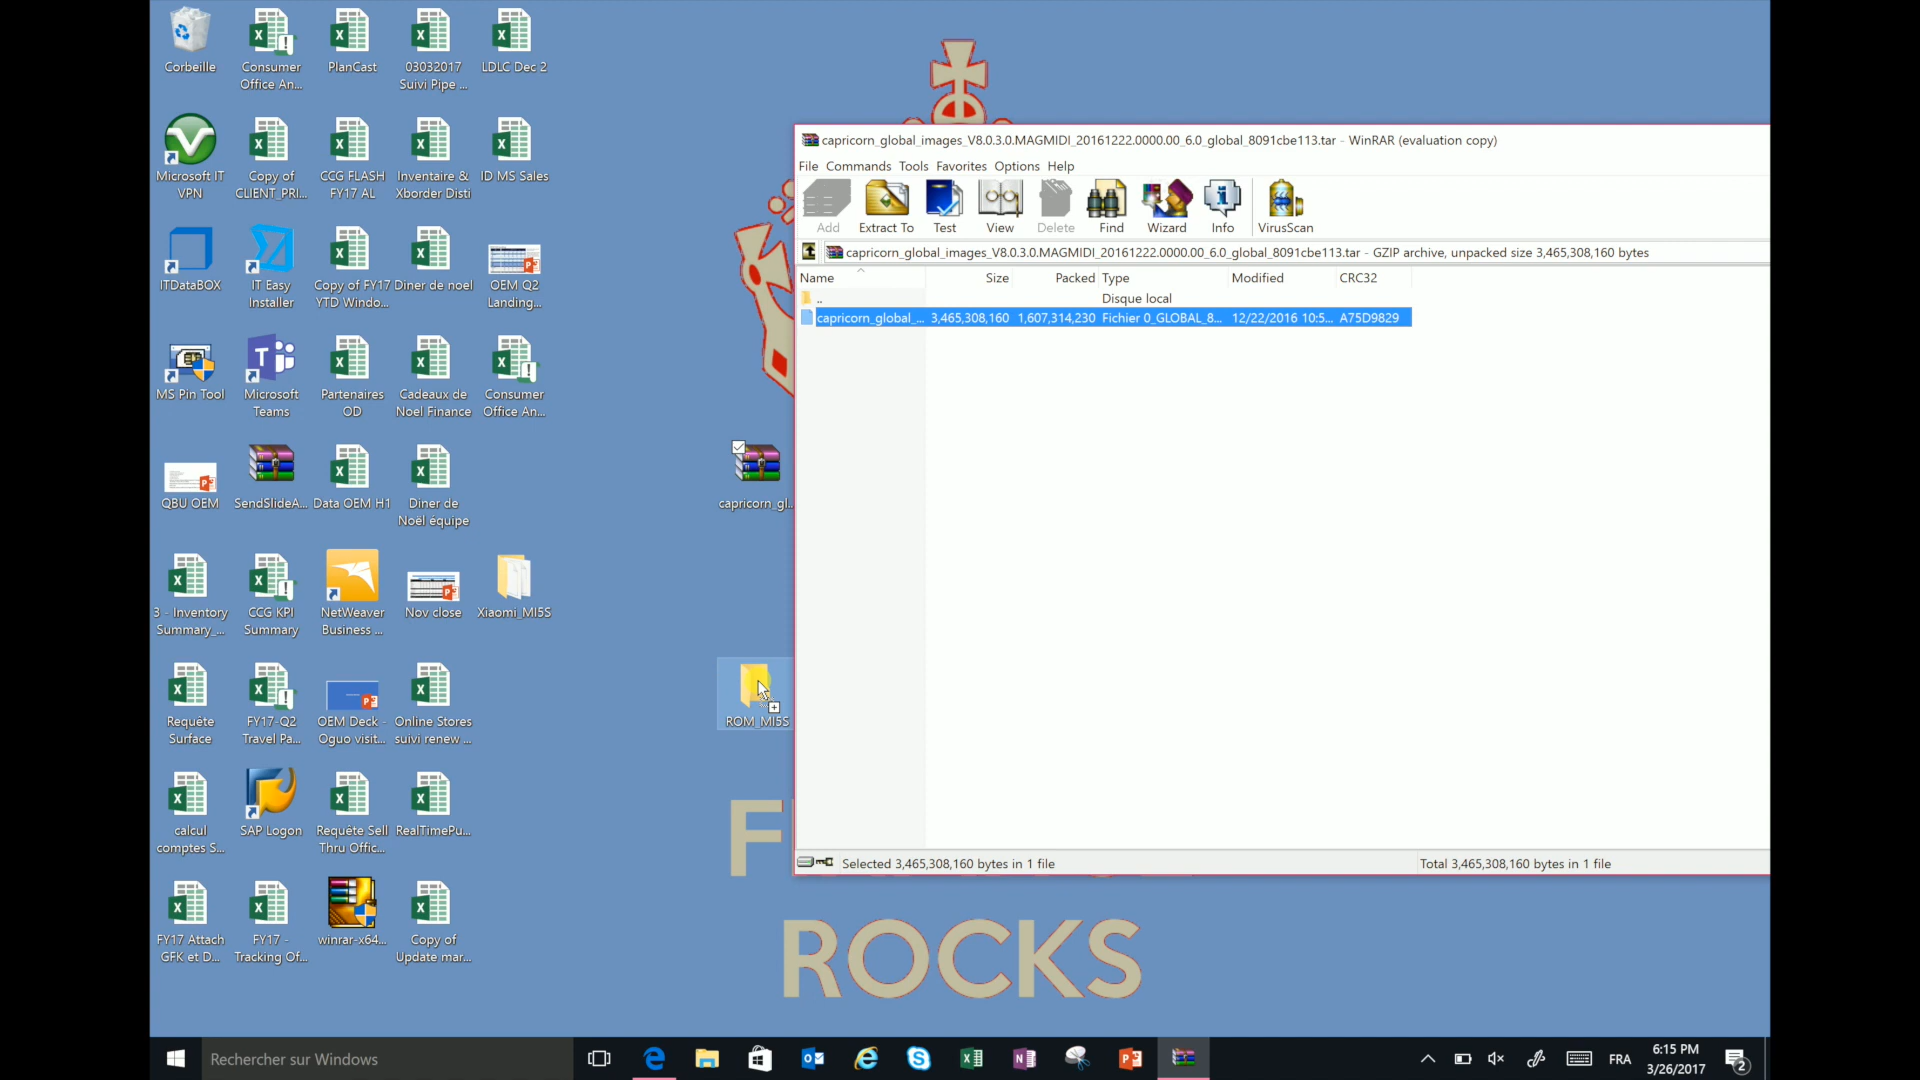 Corbeille
Consumer
Office An...
PlanCast
03032017
Suivi Pipe ...
LDLC Dec 2
Microsoft IT
VPN
Copy of
CLIENT_PRI...
CCG FLASH
FY17 AL
Inventaire &
Xborder Disti
ID MS Sales
ITDataBOX
IT Easy
Installer
Copy of FY17
YTD Windo...
Diner de noel
OEM Q2
Landing...
MS Pin Tool
Microsoft
Teams
Partenaires
OD
Cadeaux de
Noel Finance
Consumer
Office An...
QBU OEM
SendSlideA...
Data OEM H1
Diner de
Noël équipe
3 - Inventory
Summary_...
CCG KPI
Summary
NetWeaver
Business ...
Nov close
Xiaomi_MI5S
Requête
Surface
FY17-Q2
Travel Pa...
OEM Deck -
Oguo visit...
Online Stores
suivi renew ...
calcul
comptes S...
SAP Logon
Requête Sell
Thru Offic...
RealTimePu...
FY17 Attach
GFK et D...
FY17 -
Tracking Of...
winrar-x64...
Copy of
Update mar...
capricorn_gl...
ROM_MI5S
F
ROCKS
capricorn_global_images_V8.0.3.0.MAGMIDI_20161222.0000.00_6.0_global_8091cbe113.tar - WinRAR (evaluation copy)
File Commands Tools Favorites Options Help
Add Extract To Test View Delete Find Wizard Info VirusScan
capricorn_global_images_V8.0.3.0.MAGMIDI_20161222.0000.00_6.0_global_8091cbe113.tar - GZIP archive, unpacked size 3,465,308,160 bytes
Name Size Packed Type Modified CRC32
.. Disque local
capricorn_global_... 3,465,308,160 1,607,314,230 Fichier 0_GLOBAL_8... 12/22/2016 10:5... A75D9829
Selected 3,465,308,160 bytes in 1 file
Total 3,465,308,160 bytes in 1 file
Rechercher sur Windows
FRA
6:15 PM
3/26/2017
2